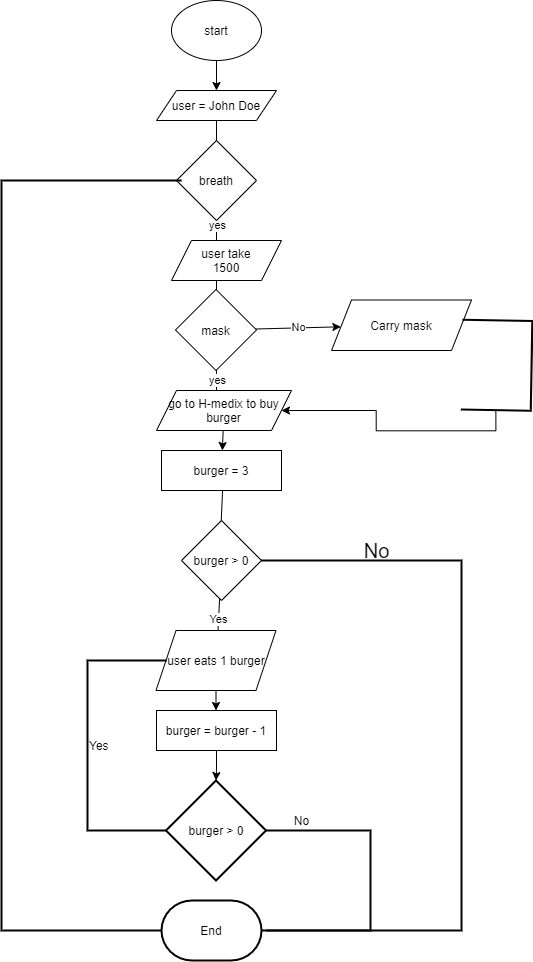 start
user = John Doe
breath
yes
user take
1500
mask
No
Carry mask
yes
go to H-medix to buy
burger
burger = 3
burger > 0
No
Yes
user eats 1 burger
burger = burger - 1
Yes
burger > 0
No
End